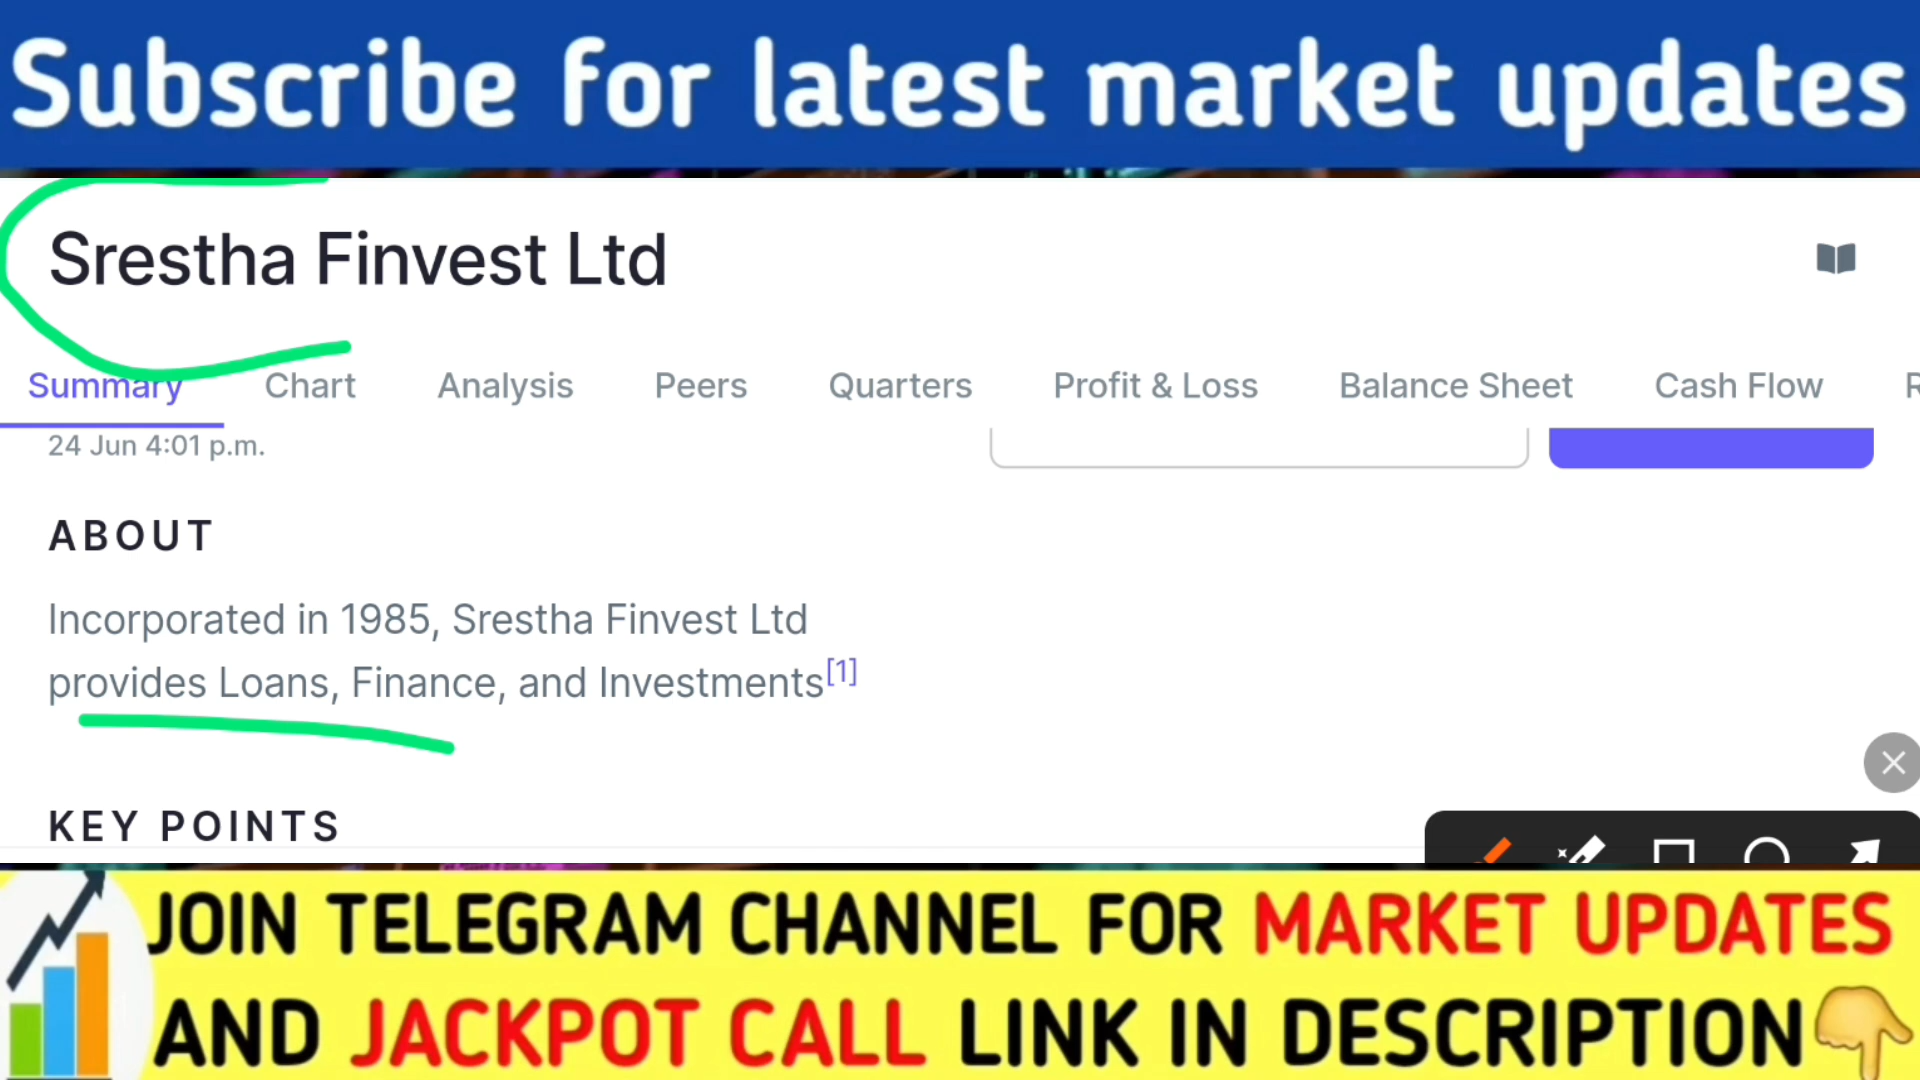 Subscribe for latest market updates
Srestha Finvest Ltd
Summary Chart Analysis Peers Quarters Profit & Loss Balance Sheet Cash Flow
24 Jun 4:01 p.m.
ABOUT
Incorporated in 1985, Srestha Finvest Ltd
provides Loans, Finance, and Investments[1]
KEY POINTS
JOIN TELEGRAM CHANNEL FOR MARKET UPDATES
AND JACKPOT CALL LINK IN DESCRIPTION👇